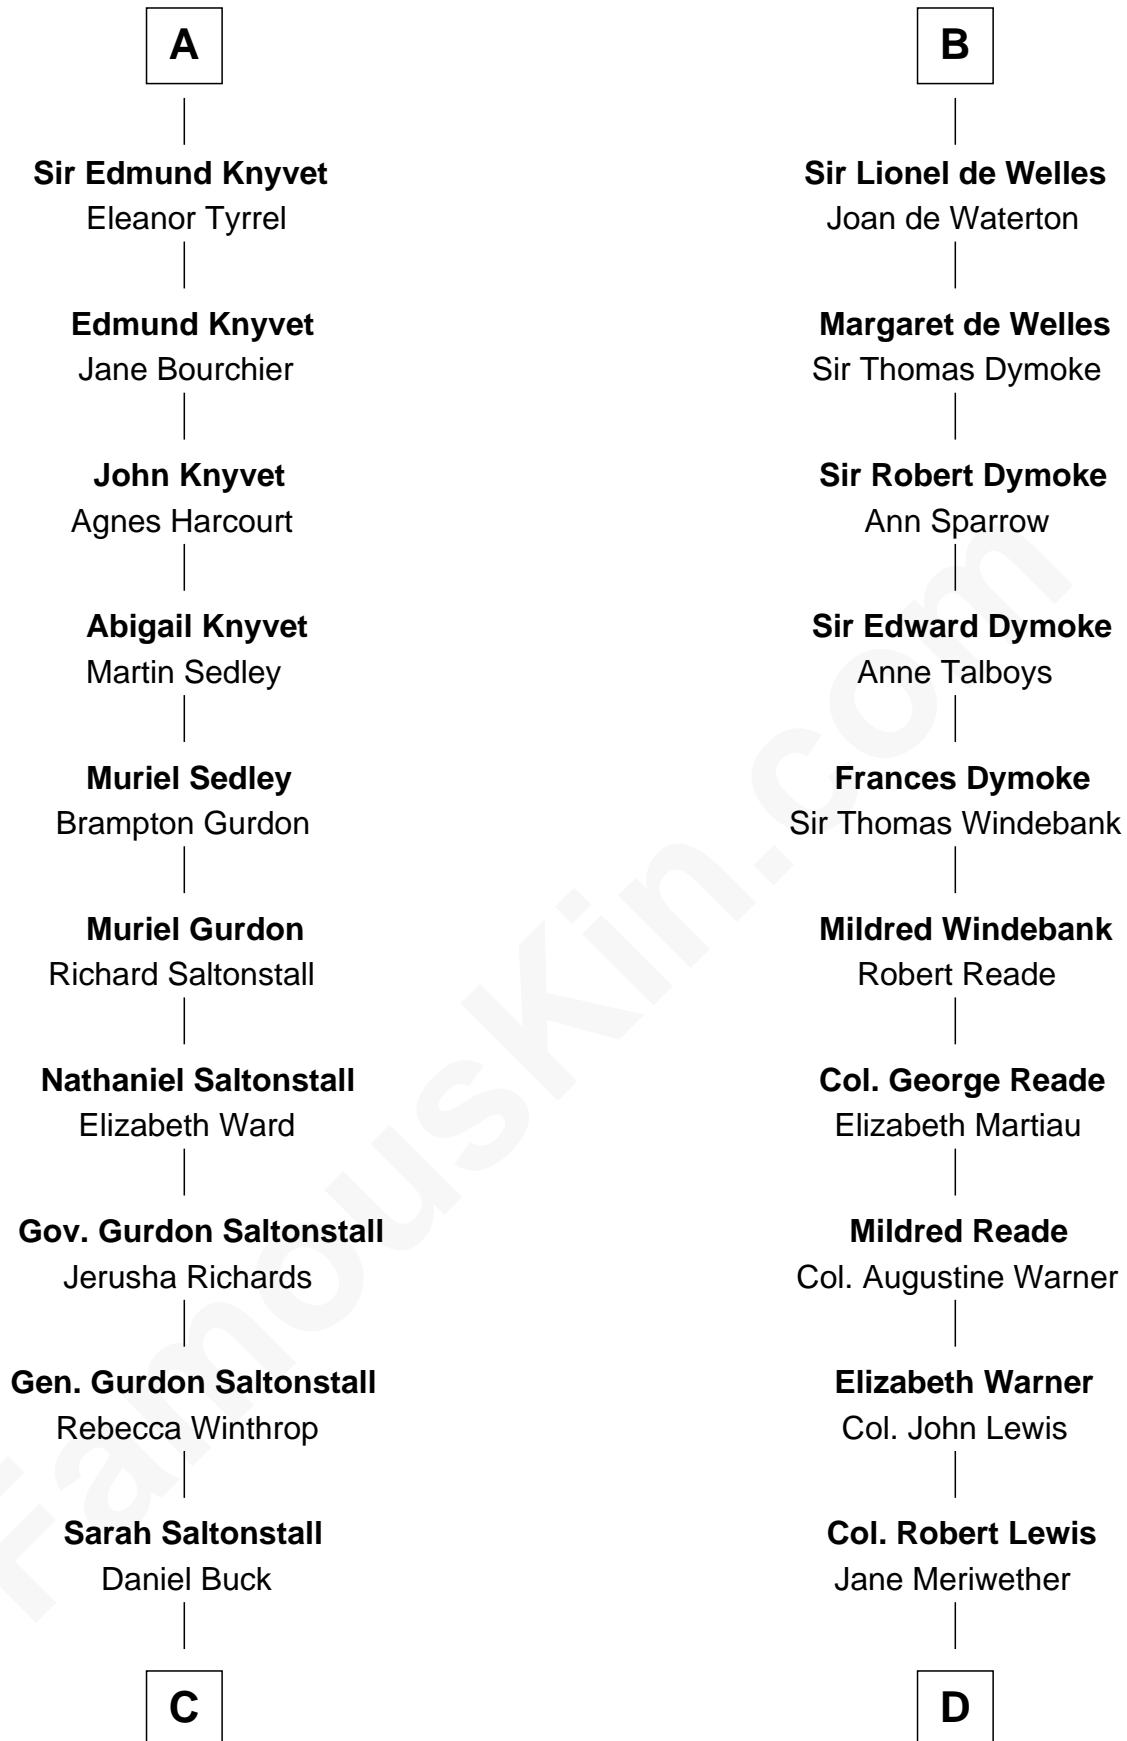 A
Sir Edmund Knyvet
Eleanor Tyrrel
Edmund Knyvet
Jane Bourchier
John Knyvet
Agnes Harcourt
Abigail Knyvet
Martin Sedley
Muriel Sedley
Brampton Gurdon
Muriel Gurdon
Richard Saltonstall
Nathaniel Saltonstall
Elizabeth Ward
Gov. Gurdon Saltonstall
Jerusha Richards
Gen. Gurdon Saltonstall
Rebecca Winthrop
Sarah Saltonstall
Daniel Buck
C
B
Sir Lionel de Welles
Joan de Waterton
Margaret de Welles
Sir Thomas Dymoke
Sir Robert Dymoke
Ann Sparrow
Sir Edward Dymoke
Anne Talboys
Frances Dymoke
Sir Thomas Windebank
Mildred Windebank
Robert Reade
Col. George Reade
Elizabeth Martiau
Mildred Reade
Col. Augustine Warner
Elizabeth Warner
Col. John Lewis
Col. Robert Lewis
Jane Meriwether
D
FamousKin.com